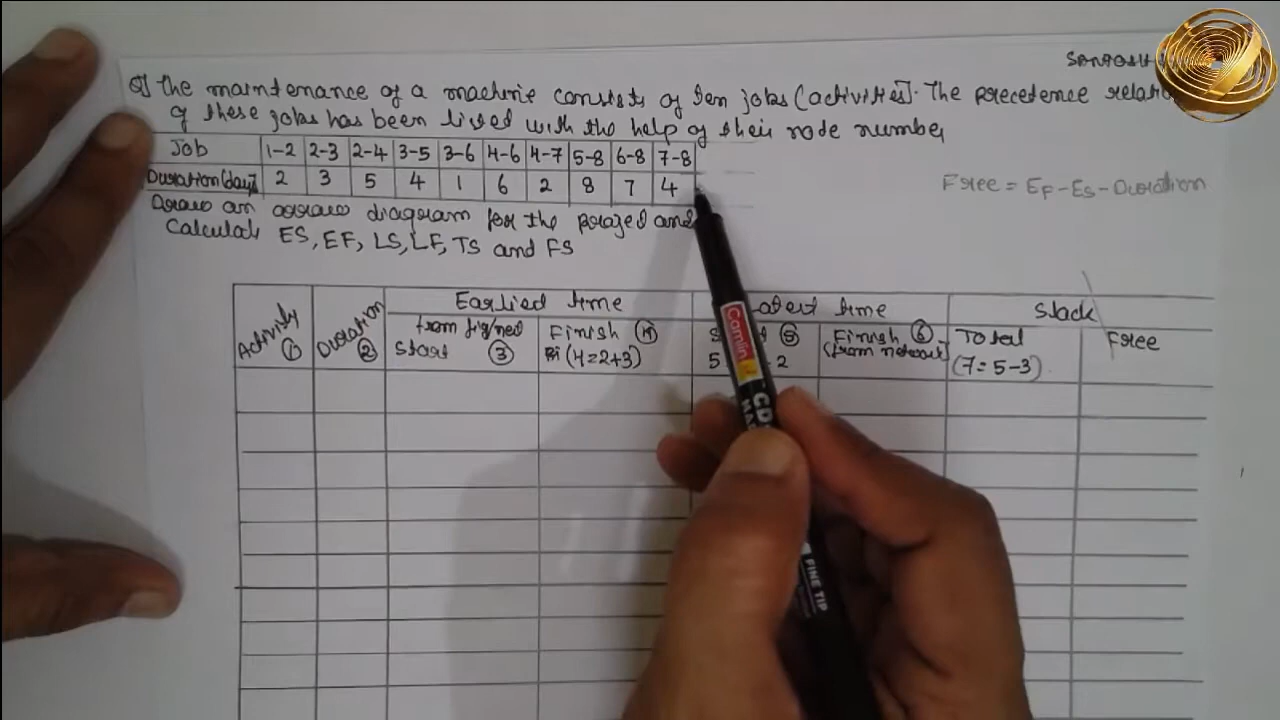 Q] The maintenance of a machine consists of ten jobs (activities]. The precedence relation
of these jobs has been listed with the help of their node number
Job 1-2 2-3 2-4 3-5 3-6 4-6 4-7 5-8 6-8 7-8
Duration(day] 2 3 5 4 1 6 2 8 7 4
Free = EF-ES-Duration
Draw an arrow diagram for the project and
Calculate ES, EF, LS, LF, TS and FS
Earliest time time Slack
Activity ① Duration ② Start ③ Finish ④ (4=2+3) ⑤ 5 2 Finish ⑥ (from network] Total (7=5-3) Free
Camlin
CD
FINE TIP